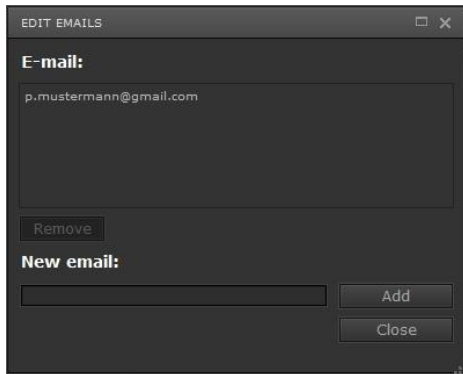 EDIT EMAILS
E-mail:
p.mustermann@gmail.com
Remove
New email:
Add
Close